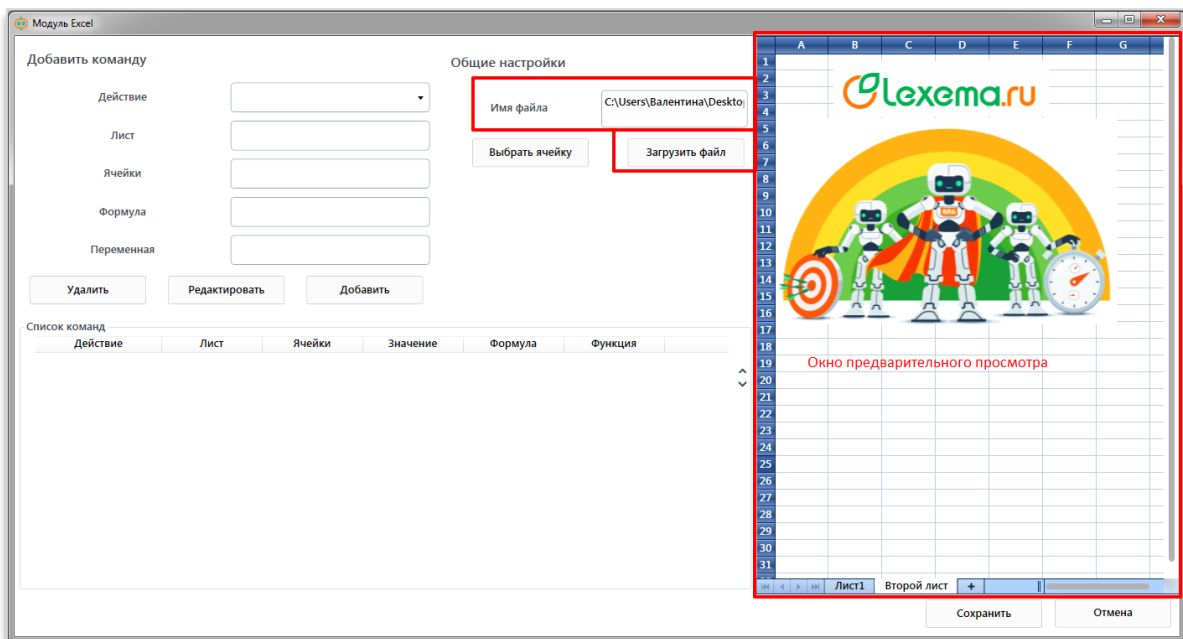 Модуль Excel
Добавить команду
Действие
Лист
Ячейки
Формула
Переменная
Удалить
Редактировать
Добавить
Общие настройки
Имя файла
C:\Users\Валентина\Deskto
Выбрать ячейку
Загрузить файл
Список команд
Действие Лист Ячейки Значение Формула Функция
A B C D E F G
1
2
3
4
5
6
7
8
9
10
11
12
13
14
15
16
17
18
19
20
21
22
23
24
25
26
27
28
29
30
31
Lexema.ru
RPA
Окно предварительного просмотра
Лист1 Второй лист +
Сохранить
Отмена